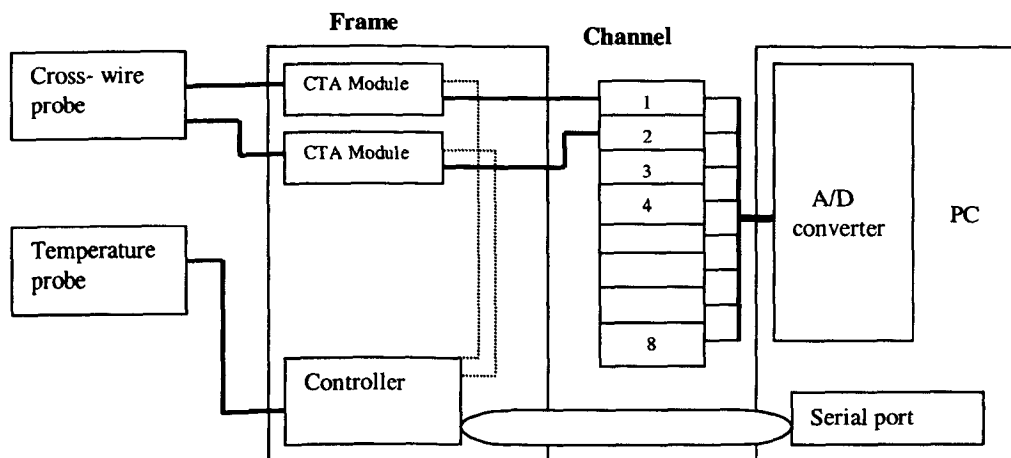 Frame
Channel
Cross- wire
probe
CTA Module
CTA Module
1
2
3
4
8
A/D
converter
PC
Temperature
probe
Controller
Serial port